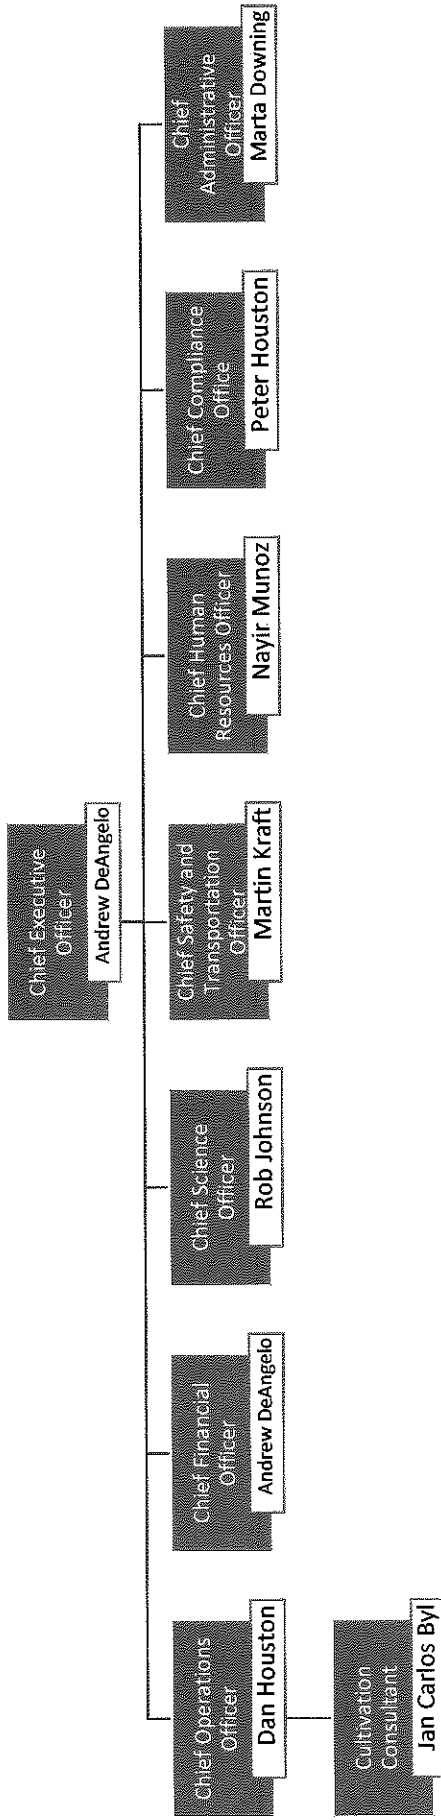 Chief Executive
Officer
Andrew DeAngelo
Chief Operations
Officer
Dan Houston
Chief Financial
Officer
Andrew DeAngelo
Chief Science
Officer
Rob Johnson
Chief Safety and
Transportation
Officer
Martin Kraft
Chief Human
Resources Officer
Nayir Munoz
Chief Compliance
Office
Peter Houston
Chief
Administrative
Officer
Marta Downing
Cultivation
Consultant
Jan Carlos Byl